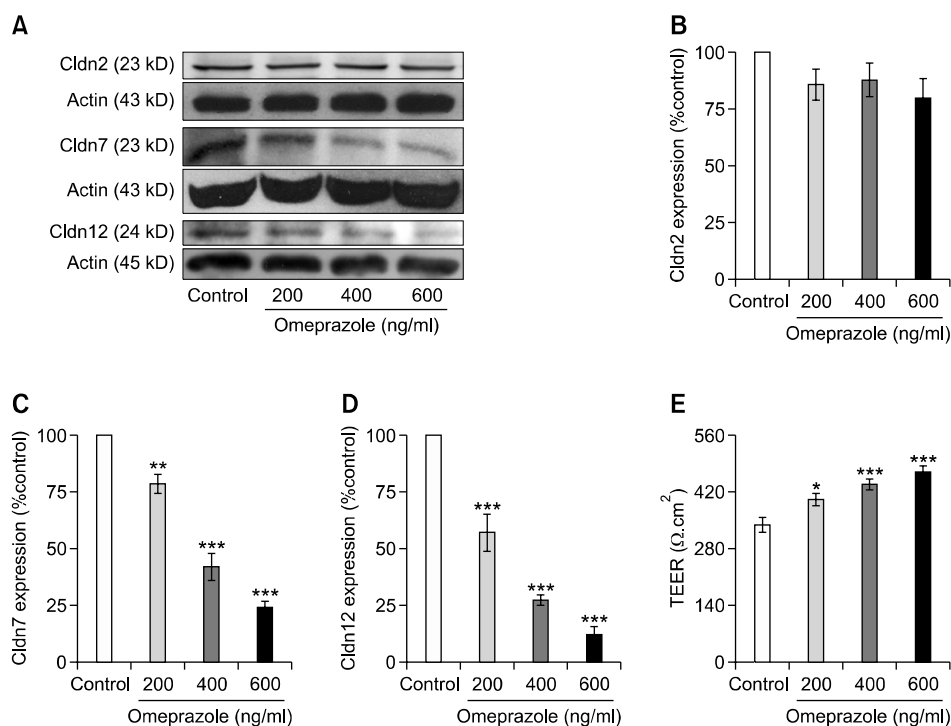 A
Cldn2 (23 kD)
Actin (43 kD)
Cldn7 (23 kD)
Actin (43 kD)
Cldn12 (24 kD)
Actin (45 kD)
Control 200 400 600
Omeprazole (ng/ml)
B
Cldn2 expression (%control)
100
75
50
25
0
Control 200 400 600
Omeprazole (ng/ml)
C
Cldn7 expression (%control)
100
75
50
25
0
**
***
***
Control 200 400 600
Omeprazole (ng/ml)
D
Cldn12 expression (%control)
100
75
50
25
0
***
***
***
Control 200 400 600
Omeprazole (ng/ml)
E
TEER (Ω.cm²)
560
420
280
140
0
*
***
***
Control 200 400 600
Omeprazole (ng/ml)